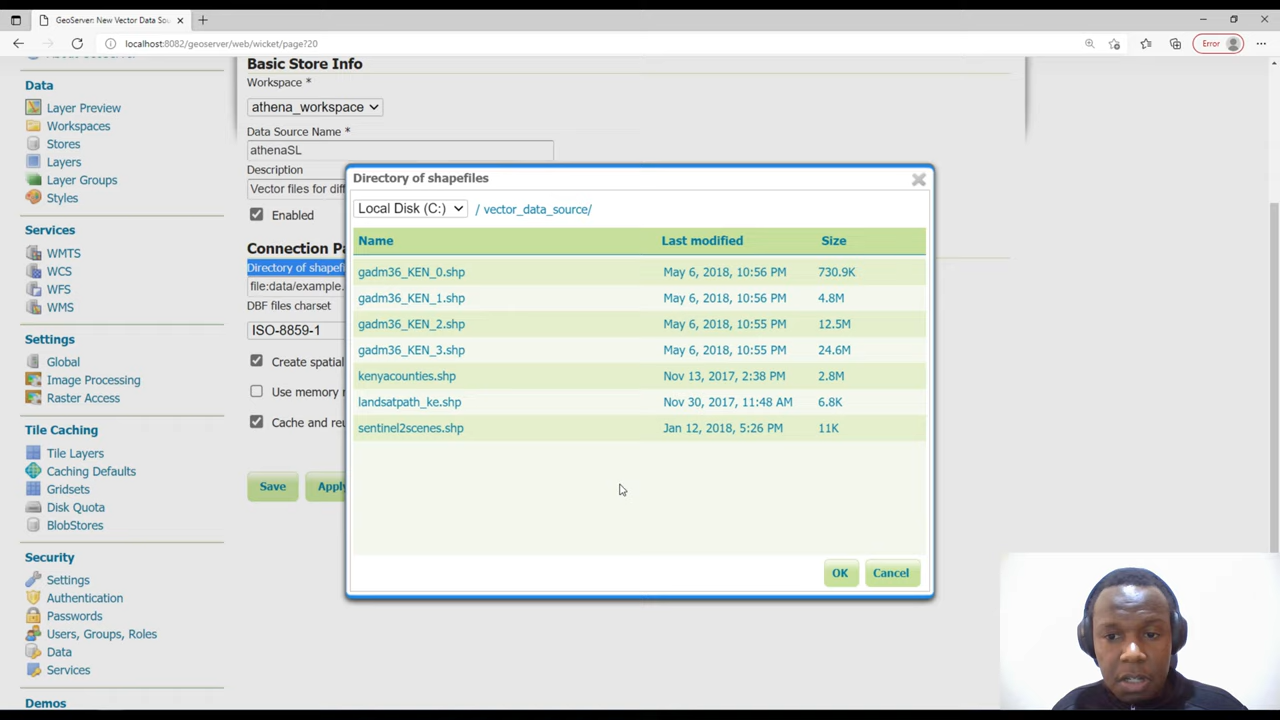 GeoServer: New Vector Data Sou
localhost:8082/geoserver/web/wicket/page?20
Error
Data
Layer Preview
Workspaces
Stores
Layers
Layer Groups
Styles
Services
WMTS
WCS
WFS
WMS
Settings
Global
Image Processing
Raster Access
Tile Caching
Tile Layers
Caching Defaults
Gridsets
Disk Quota
BlobStores
Security
Settings
Authentication
Passwords
Users, Groups, Roles
Data
Services
Demos
Basic Store Info
Workspace *
athena_workspace
Data Source Name *
athenaSL
Description
Vector files for dif
Enabled
Connection Pa
Directory of shapefi
file:data/example.
DBF files charset
ISO-8859-1
Create spatial
Use memory
Cache and reu
Save
Apply
Directory of shapefiles
Local Disk (C:) / vector_data_source/
Name Last modified Size
gadm36_KEN_0.shp May 6, 2018, 10:56 PM 730.9K
gadm36_KEN_1.shp May 6, 2018, 10:56 PM 4.8M
gadm36_KEN_2.shp May 6, 2018, 10:55 PM 12.5M
gadm36_KEN_3.shp May 6, 2018, 10:55 PM 24.6M
kenyacounties.shp Nov 13, 2017, 2:38 PM 2.8M
landsatpath_ke.shp Nov 30, 2017, 11:48 AM 6.8K
sentinel2scenes.shp Jan 12, 2018, 5:26 PM 11K
OK Cancel